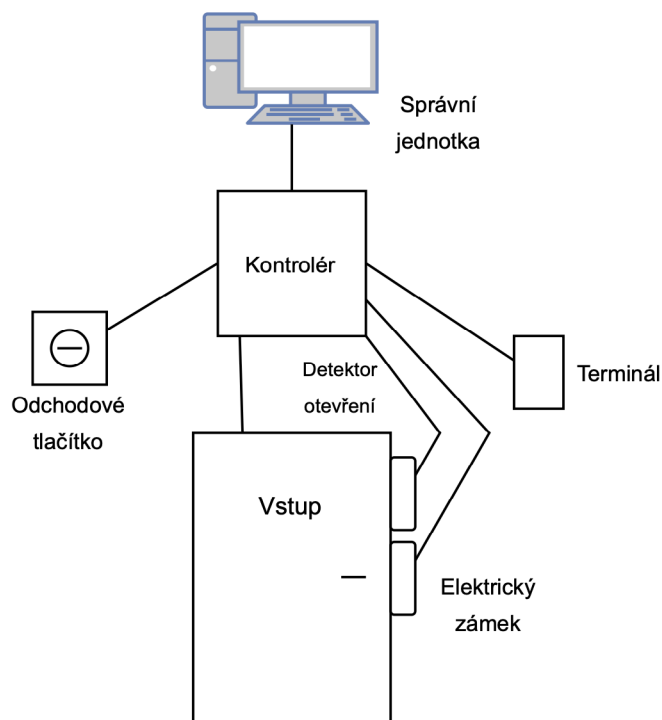 Správní
jednotka
Kontrolér
Detektor
otevření
Terminál
Odchodové
tlačítko
Vstup
Elektrický
zámek